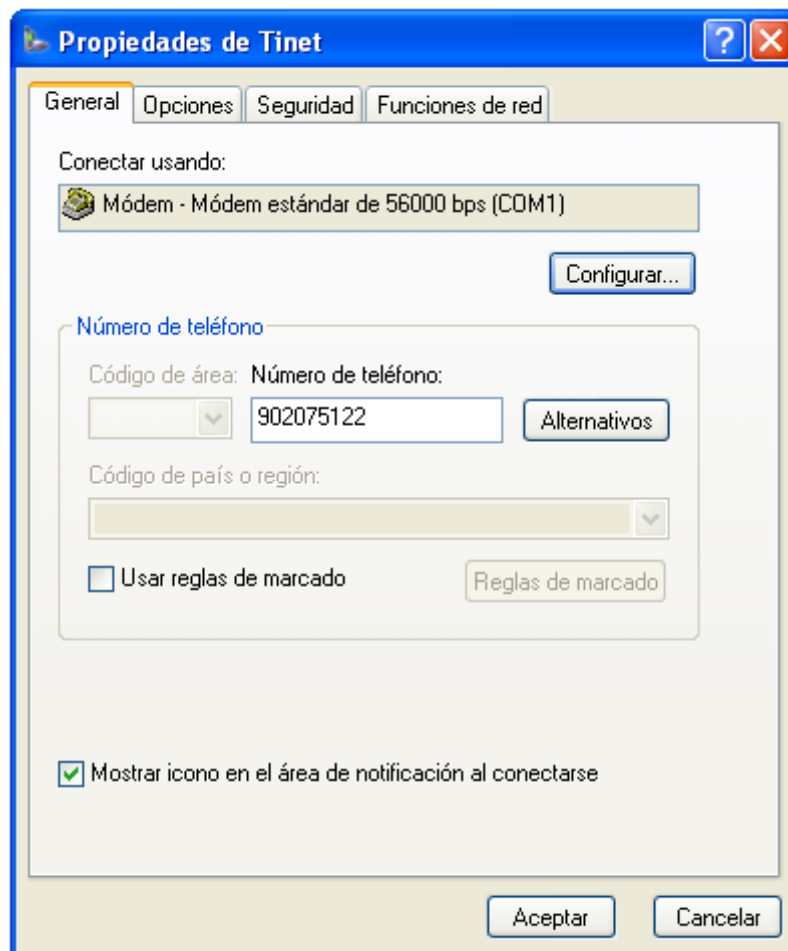 Propiedades de Tinet
General Opciones Seguridad Funciones de red
Conectar usando:
Módem - Módem estándar de 56000 bps (COM1)
Configurar...
Número de teléfono
Código de área: Número de teléfono:
902075122 Alternativos
Código de país o región:
Usar reglas de marcado Reglas de marcado
Mostrar icono en el área de notificación al conectarse
Aceptar Cancelar